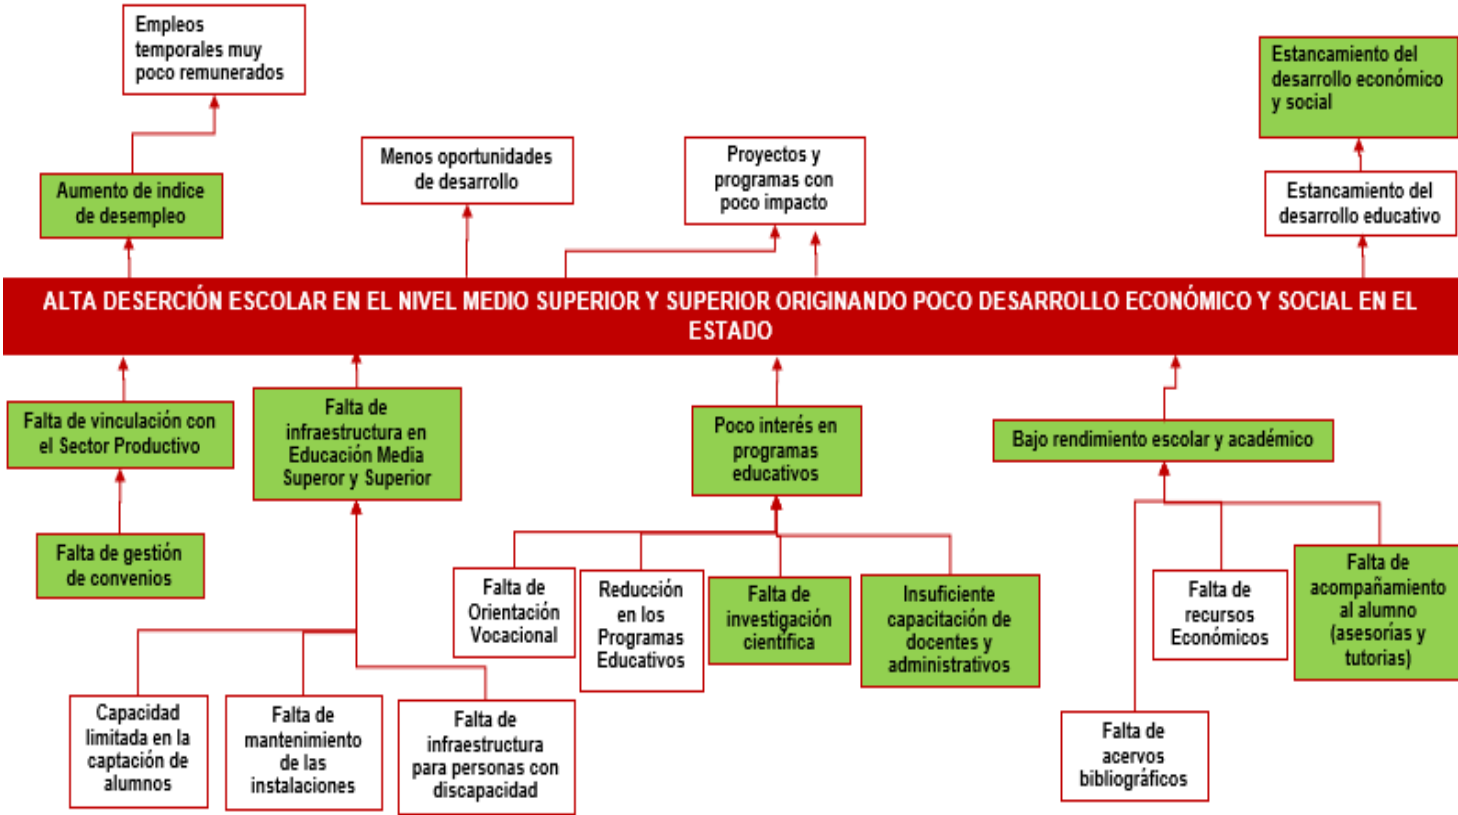 Empleos
temporales muy
poco remunerados
Estancamiento del
desarrollo económico
y social
Menos oportunidades
de desarrollo
Proyectos y
programas con
poco impacto
Aumento de indice
de desempleo
Estancamiento del
desarrollo educativo
ALTA DESERCIÓN ESCOLAR EN EL NIVEL MEDIO SUPERIOR Y SUPERIOR ORIGINANDO POCO DESARROLLO ECONÓMICO Y SOCIAL EN EL
ESTADO
Falta de vinculación con
el Sector Productivo
Falta de
infraestructura en
Educación Media
Superor y Superior
Poco interés en
programas
educativos
Bajo rendimiento escolar y académico
Falta de gestión
de convenios
Falta de
Orientación
Vocacional
Reducción
en los
Programas
Educativos
Falta de
investigación
científica
Insuficiente
capacitación de
docentes y
administrativos
Falta de
recursos
Económicos
Falta de
acompañamiento
al alumno
(asesorías y
tutorias)
Capacidad
limitada en la
captación de
alumnos
Falta de
mantenimiento
de las
instalaciones
Falta de
infraestructura
para personas con
discapacidad
Falta de
acervos
bibliográficos